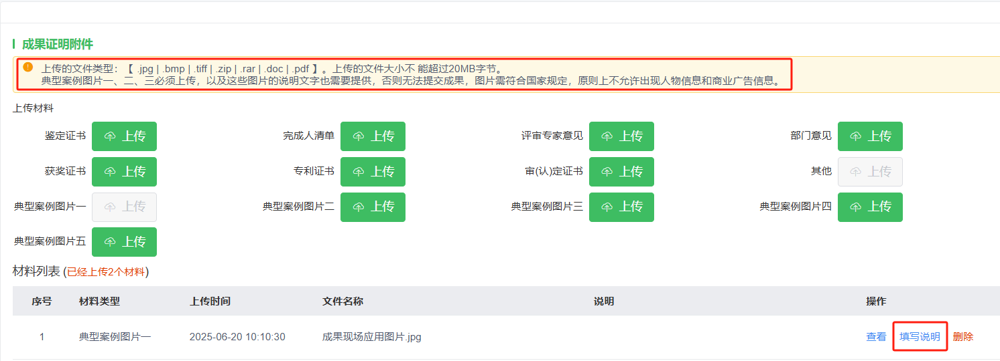 成果证明附件
上传的文件类型：【 .jpg | .bmp | .tiff | .zip | .rar | .doc | .pdf 】。上传的文件大小不 能超过20MB字节。
典型案例图片一、二、三必须上传，以及这些图片的说明文字也需要提供，否则无法提交成果，图片需符合国家规定，原则上不允许出现人物信息和商业广告信息。
上传材料
鉴定证书 上传 完成人清单 上传 评审专家意见 上传 部门意见 上传
获奖证书 上传 专利证书 上传 审(认)定证书 上传 其他 上传
典型案例图片一 上传 典型案例图片二 上传 典型案例图片三 上传 典型案例图片四 上传
典型案例图片五 上传
材料列表 (已经上传2个材料)
序号 材料类型 上传时间 文件名称 说明 操作
1 典型案例图片一 2025-06-20 10:10:30 成果现场应用图片.jpg 查看 填写说明 删除